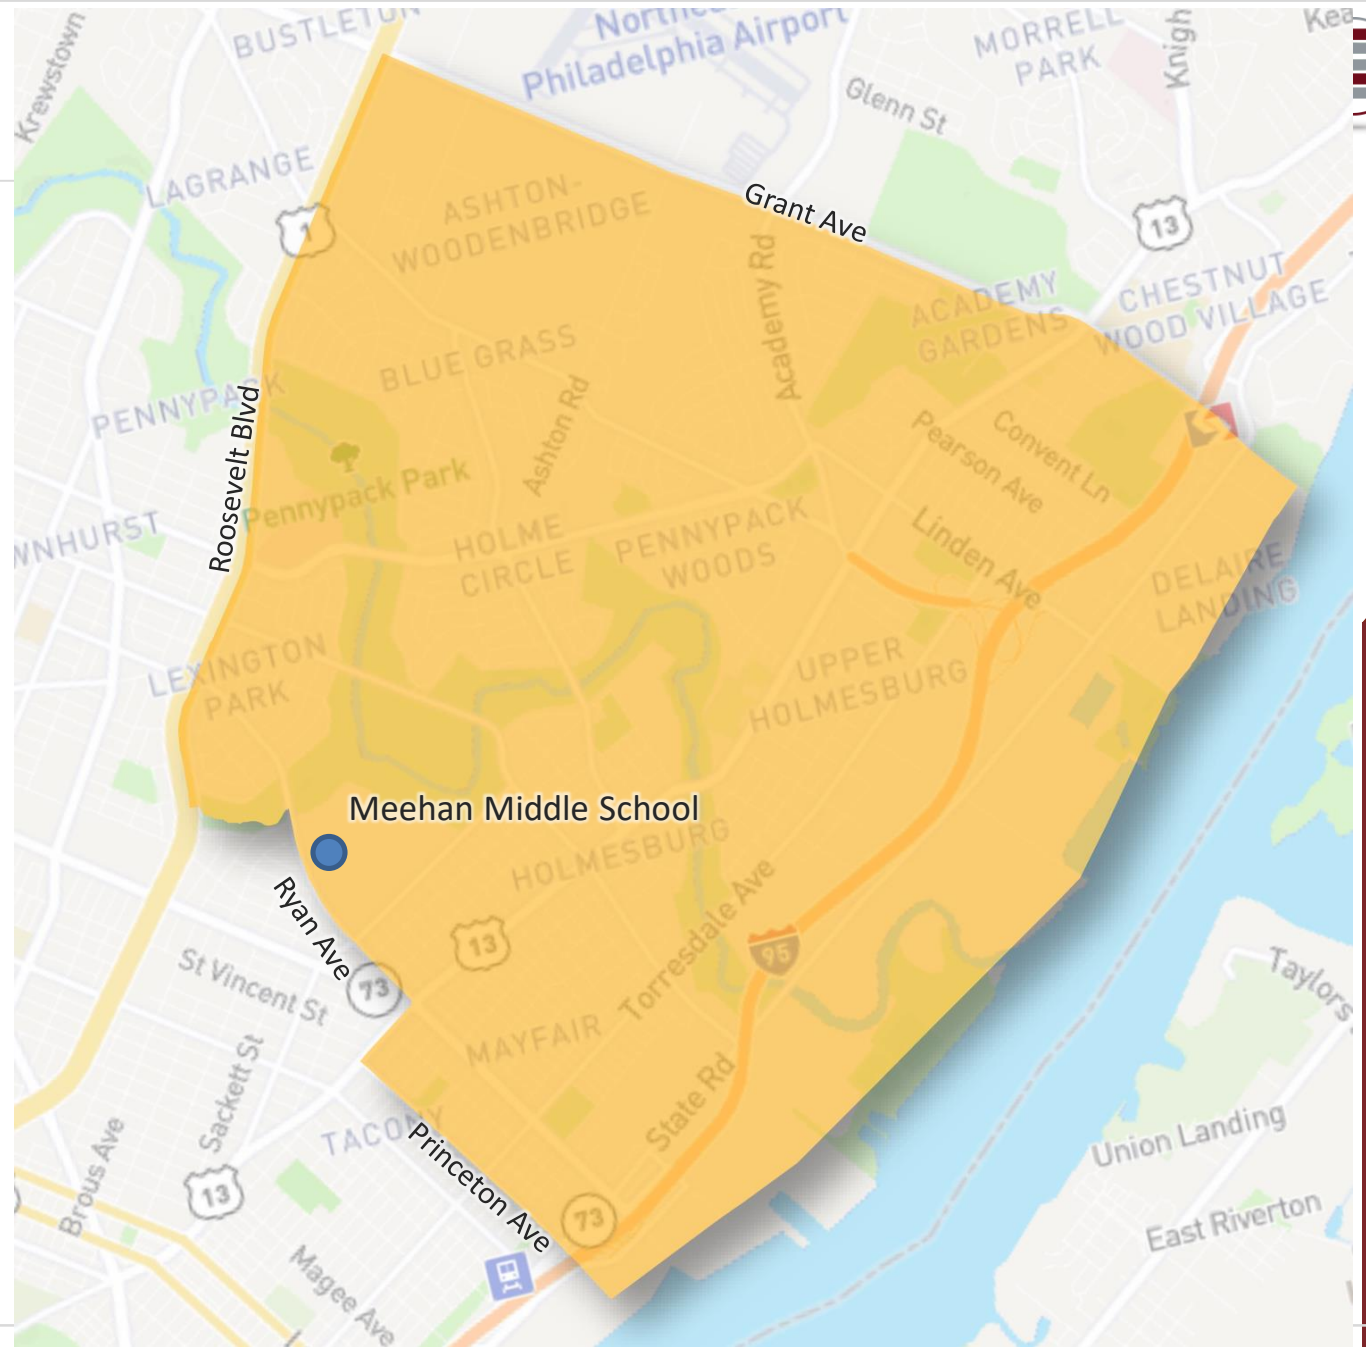 BUSTLETON
Philadelphia Airport
MORRELL
PARK
Krewstown
Glenn St
LAGRANGE
1
13
ASHTON-
WOODENBRIDGE
Grant Ave
Academy Rd
ACADEMY
GARDENS
CHESTNUT
WOOD VILLAGE
BLUE GRASS
PENNYPACK
Roosevelt Blvd
Ashton Rd
Pearson Ave
Convent Ln
Pennypack Park
HOLME
CIRCLE
PENNYPACK
WOODS
Linden Ave
DELAIRE
LANDING
WNHURST
LEXINGTON
PARK
UPPER
HOLMESBURG
Meehan Middle School
HOLMESBURG
Ryan Ave
73
13
Torresdale Ave
95
St Vincent St
MAYFAIR
State Rd
Sackett St
TACONY
Princeton Ave
73
13
Brous Ave
Magee Ave
Taylors
Union Landing
East Riverton